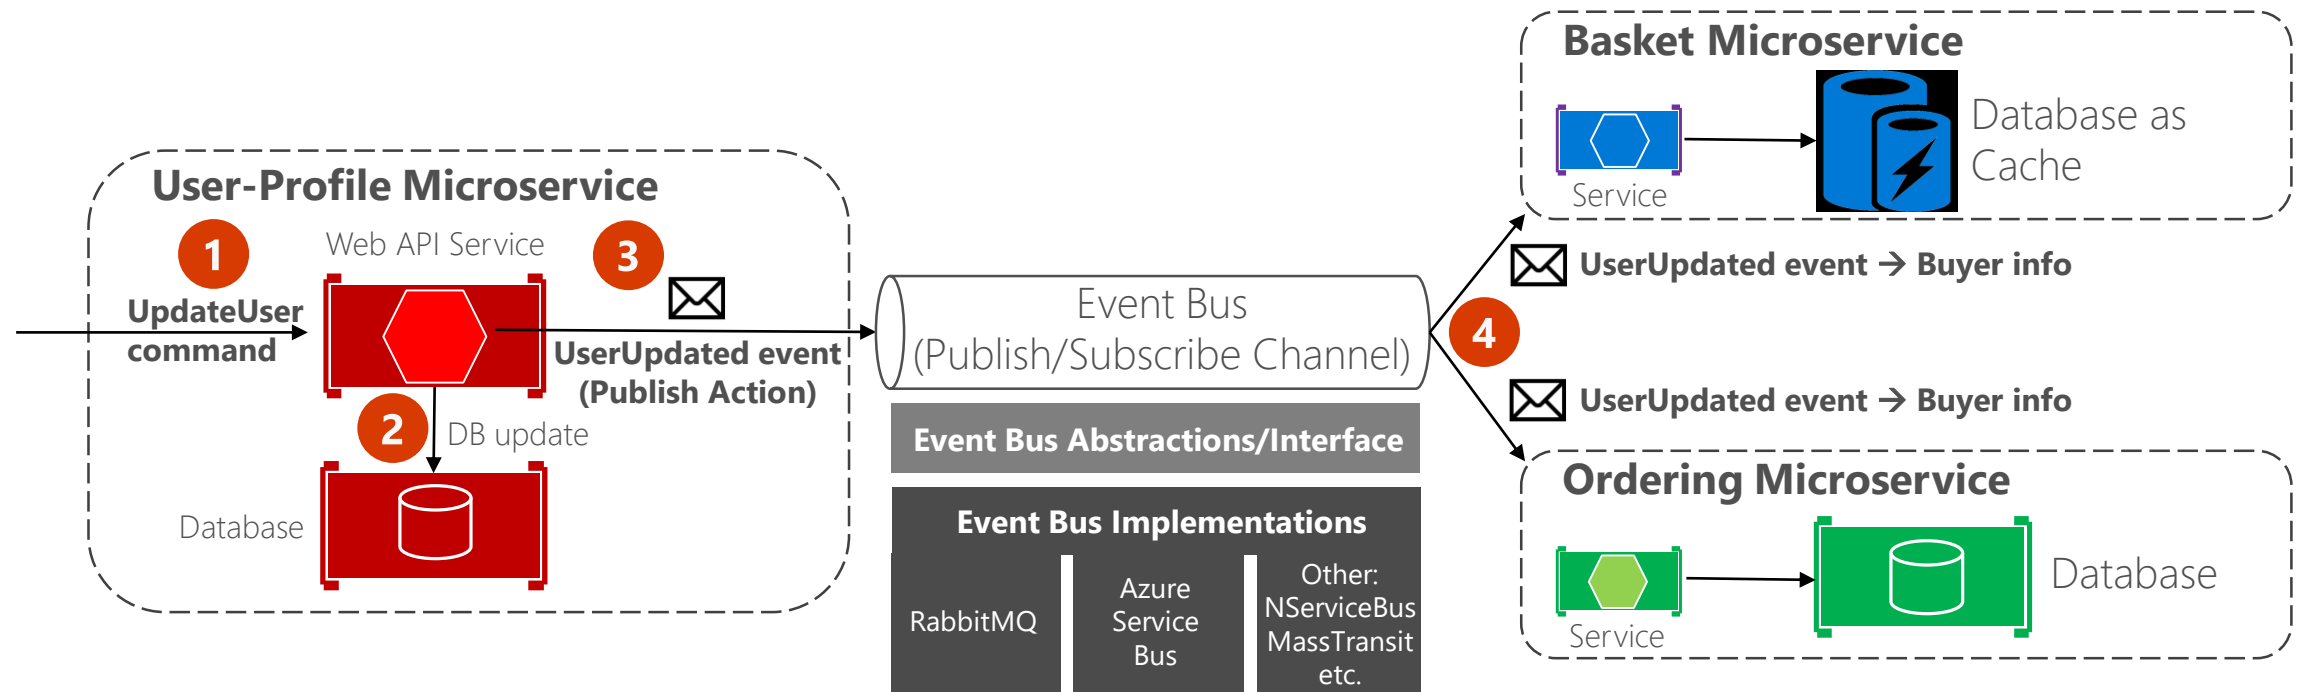 User-Profile Microservice
1
Web API Service
3
UpdateUser
command
UserUpdated event
(Publish Action)
2
DB update
Database
Event Bus
(Publish/Subscribe Channel)
Event Bus Abstractions/Interface
Event Bus Implementations
RabbitMQ
Azure
Service
Bus
Other:
NServiceBus
MassTransit
etc.
4
Basket Microservice
Service
Database as
Cache
UserUpdated event → Buyer info
UserUpdated event → Buyer info
Ordering Microservice
Service
Database